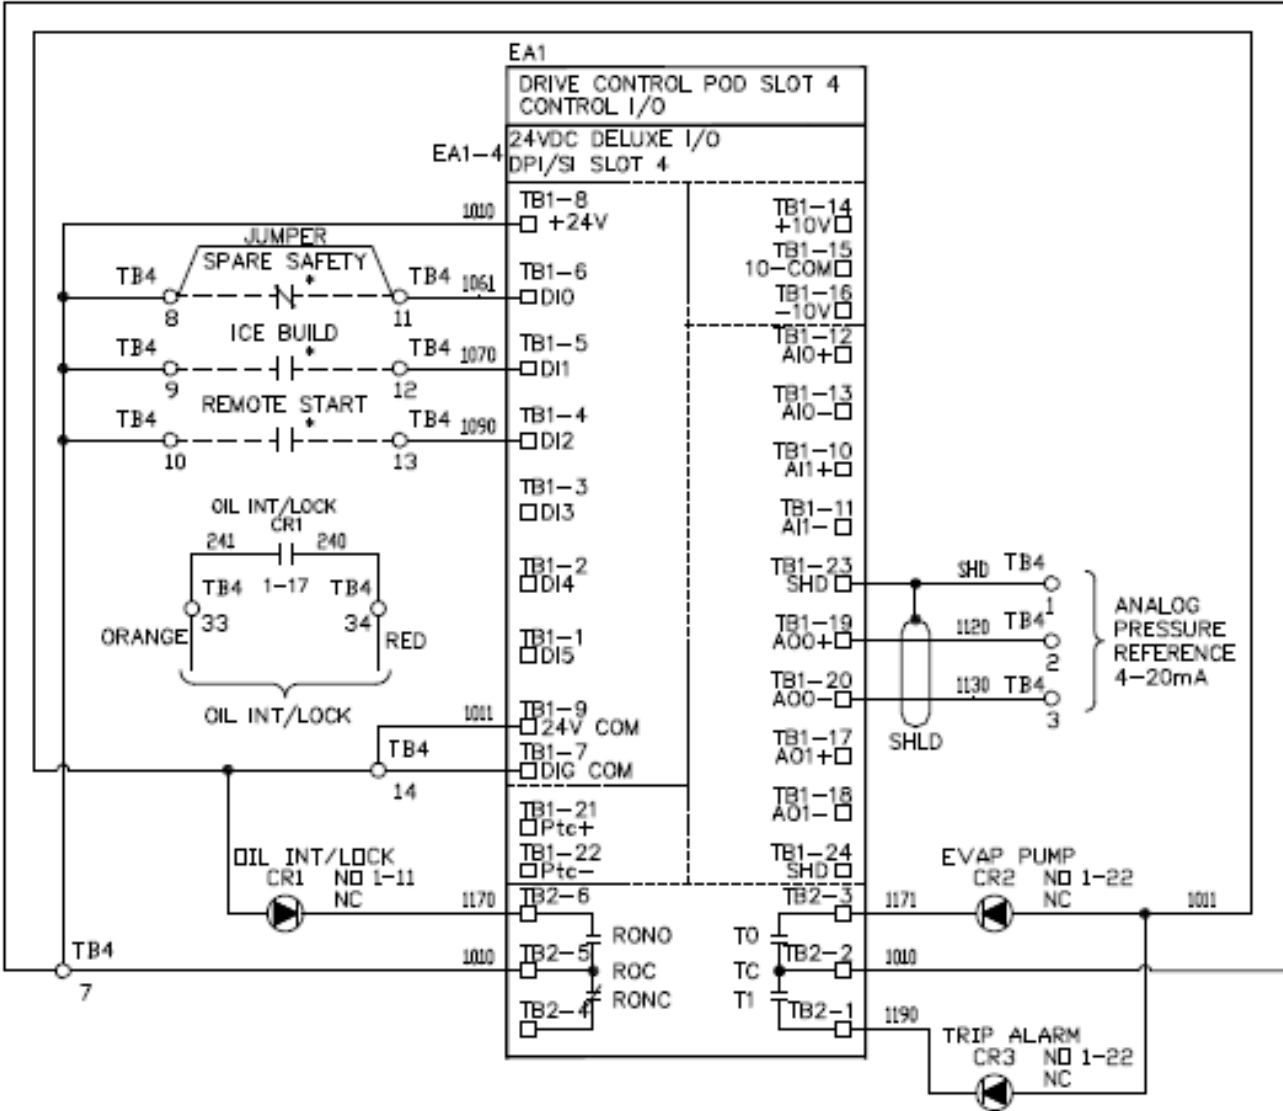 EA1
DRIVE CONTROL POD SLOT 4
CONTROL I/O
24VDC DELUXE I/O
EA1-4
DPI/SI SLOT 4
TB1-8
1010
+24V
TB1-14
+10V
JUMPER
SPARE SAFETY
*
TB1-15
10-COM
TB4
TB4
1061
TB1-6
DI0
8
11
TB1-16
-10V
ICE BUILD
*
TB4
TB4
1070
TB1-5
DI1
9
12
TB1-12
AI0+
REMOTE START
*
TB4
TB4
1090
TB1-4
DI2
10
13
TB1-13
AI0-
TB1-10
AI1+
TB1-3
DI3
OIL INT/LOCK
CR1
241
240
1-17
TB1-11
AI1-
TB4
TB4
33
34
ORANGE
RED
OIL INT/LOCK
TB1-2
DI4
TB1-23
SHD
SHD
TB4
1
TB1-1
DI5
TB1-19
AO0+
1120
TB4
2
ANALOG
PRESSURE
REFERENCE
4-20mA
TB1-20
AO0-
1130
TB4
3
SHLD
1011
TB1-9
24V COM
TB1-17
AO1+
TB4
TB1-7
DIG COM
14
TB1-18
AO1-
TB1-21
Ptc+
TB1-22
Ptc-
TB1-24
SHD
OIL INT/LOCK
CR1
NO 1-11
NC
1170
TB2-6
TB2-3
1171
EVAP PUMP
CR2
NO 1-22
NC
1011
RONO
TO
TB4
7
1010
TB2-5
ROC
TC
TB2-2
1010
RONC
T1
TB2-4
TB2-1
1190
TRIP ALARM
CR3
NO 1-22
NC